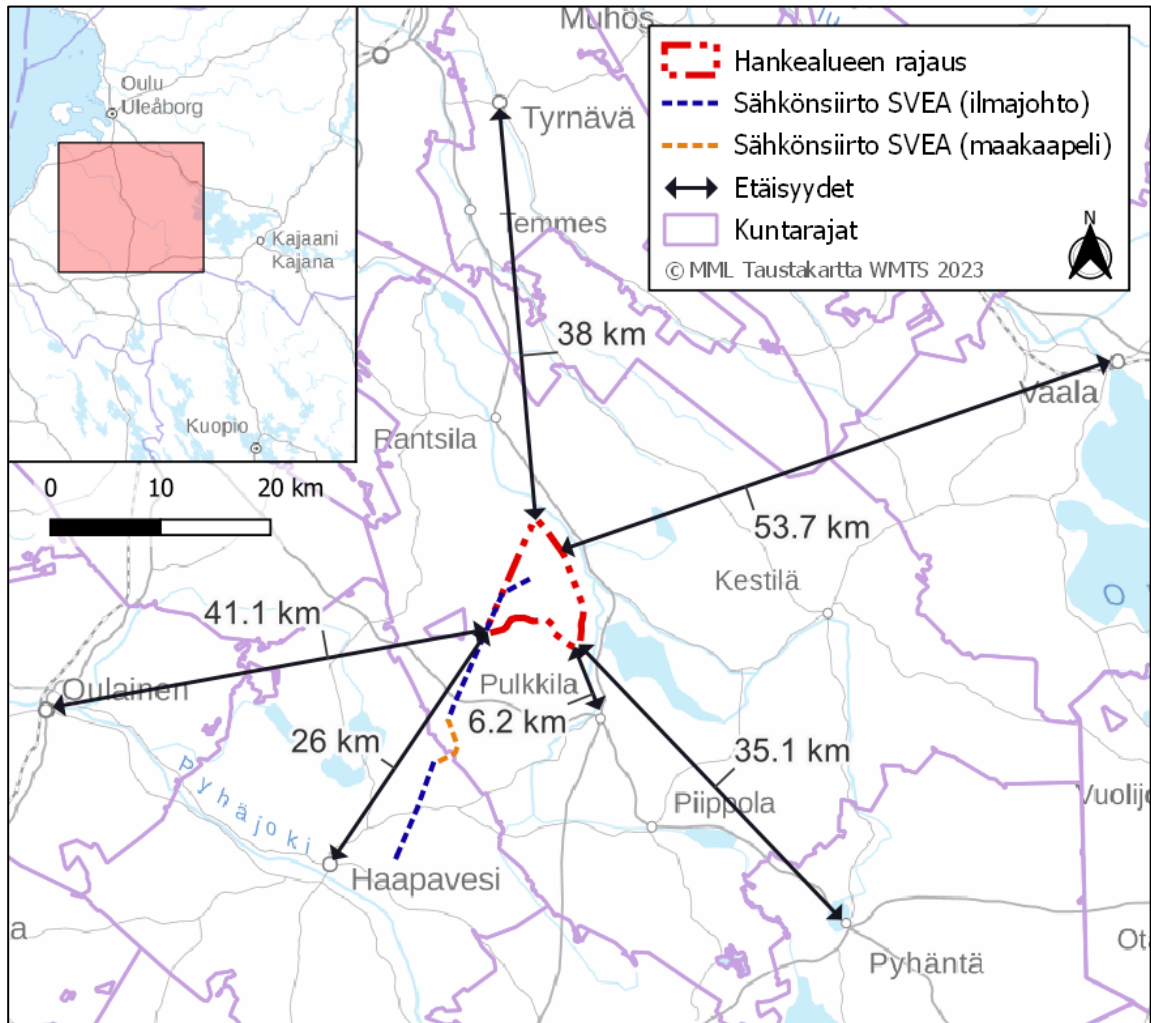 Muhos
Oulu
Uleåborg
Kajaani
Kajana
Kuopio
Hankealueen rajaus
Sähkönsiirto SVEA (ilmajohto)
Sähkönsiirto SVEA (maakaapeli)
Etäisyydet
Kuntarajat
© MML Taustakartta WMTS 2023
N
Tyrnävä
Temmes
38 km
Vaala
Rantsila
0 10 20 km
53.7 km
Kestilä
O
41.1 km
Pulkkila
Oulainen
6.2 km
26 km
35.1 km
Pyhäjoki
Piippola
Vuolijo
Haapavesi
a
Ota
Pyhäntä